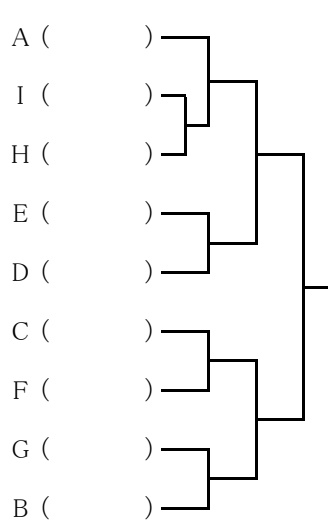 A (          )
I (          )
H (          )
E (          )
D (          )
C (          )
F (          )
G (          )
B (          )